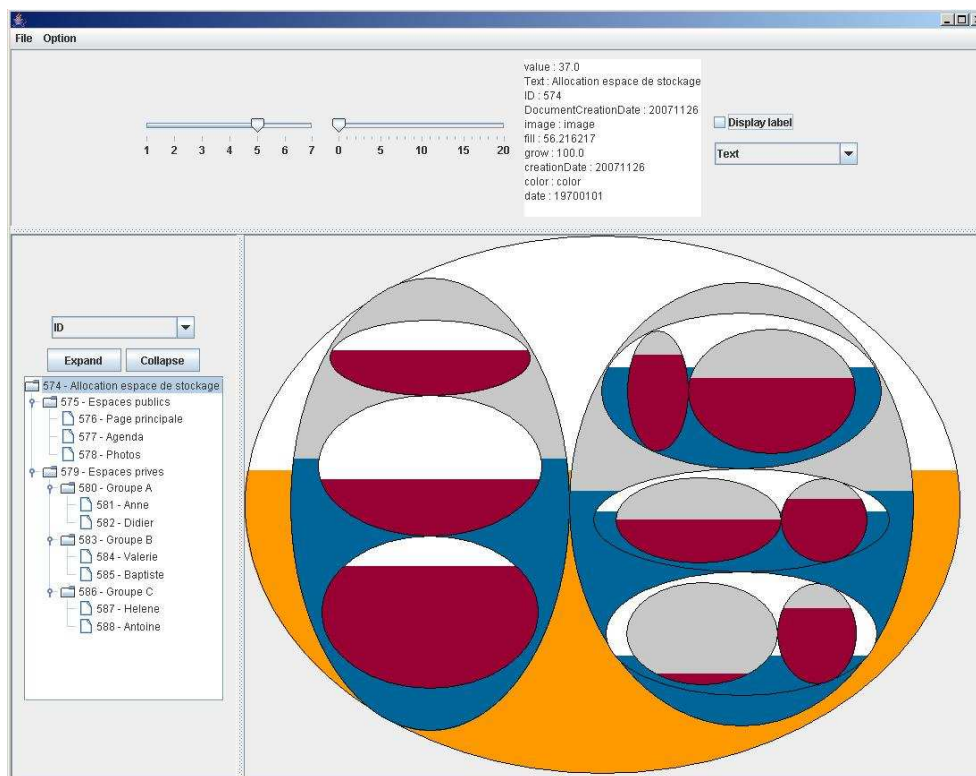 File Option
value : 37.0
Text : Allocation espace de stockage
ID : 574
DocumentCreationDate : 20071126
image : image
fill : 56.216217
grow : 100.0
creationDate : 20071126
color : color
date : 19700101
1 2 3 4 5 6 7
0 5 10 15 20
Display label
Text
ID
Expand Collapse
574 - Allocation espace de stockage
575 - Espaces publics
576 - Page principale
577 - Agenda
578 - Photos
579 - Espaces prives
580 - Groupe A
581 - Anne
582 - Didier
583 - Groupe B
584 - Valerie
585 - Baptiste
586 - Groupe C
587 - Helene
588 - Antoine